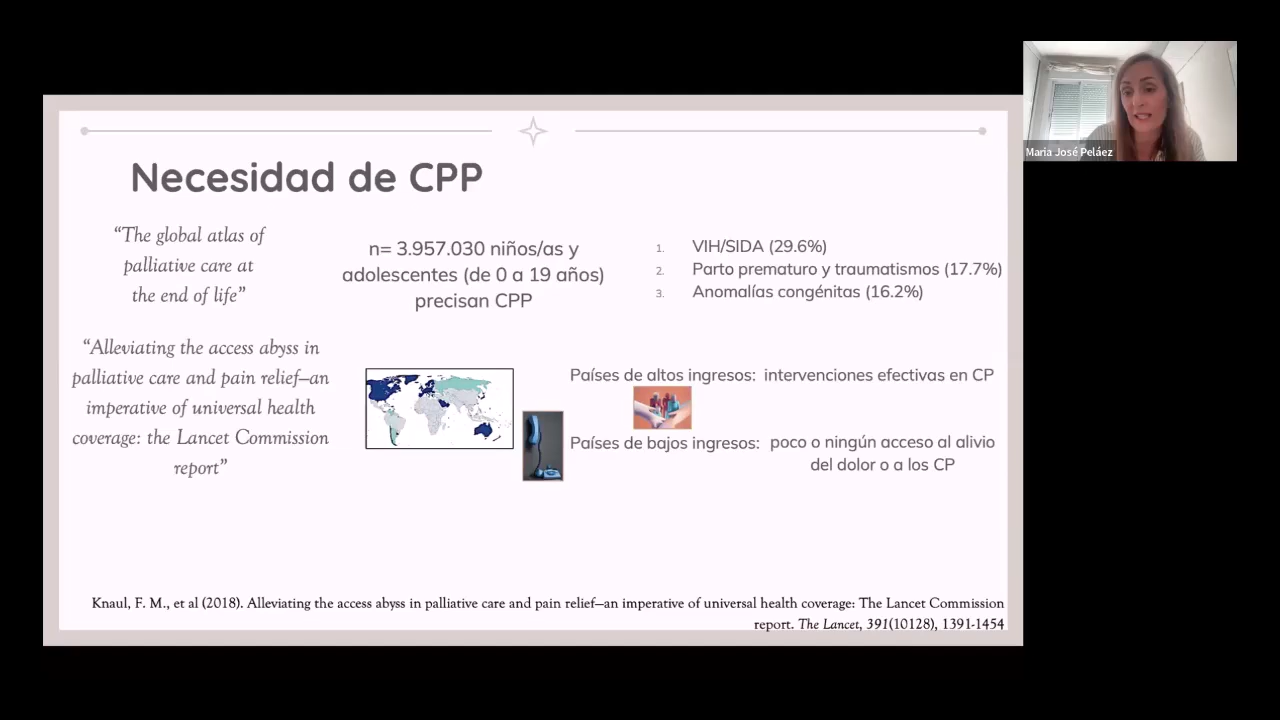 Maria José Peláez
Necesidad de CPP
“The global atlas of
palliative care at
the end of life”
n= 3.957.030 niños/as y
adolescentes (de 0 a 19 años)
precisan CPP
1. VIH/SIDA (29.6%)
2. Parto prematuro y traumatismos (17.7%)
3. Anomalías congénitas (16.2%)
“Alleviating the access abyss in
palliative care and pain relief—an
imperative of universal health
coverage: the Lancet Commission
report”
Países de altos ingresos: intervenciones efectivas en CP
Países de bajos ingresos: poco o ningún acceso al alivio
del dolor o a los CP
Knaul, F. M., et al (2018). Alleviating the access abyss in palliative care and pain relief—an imperative of universal health coverage: The Lancet Commission
report. The Lancet, 391(10128), 1391-1454